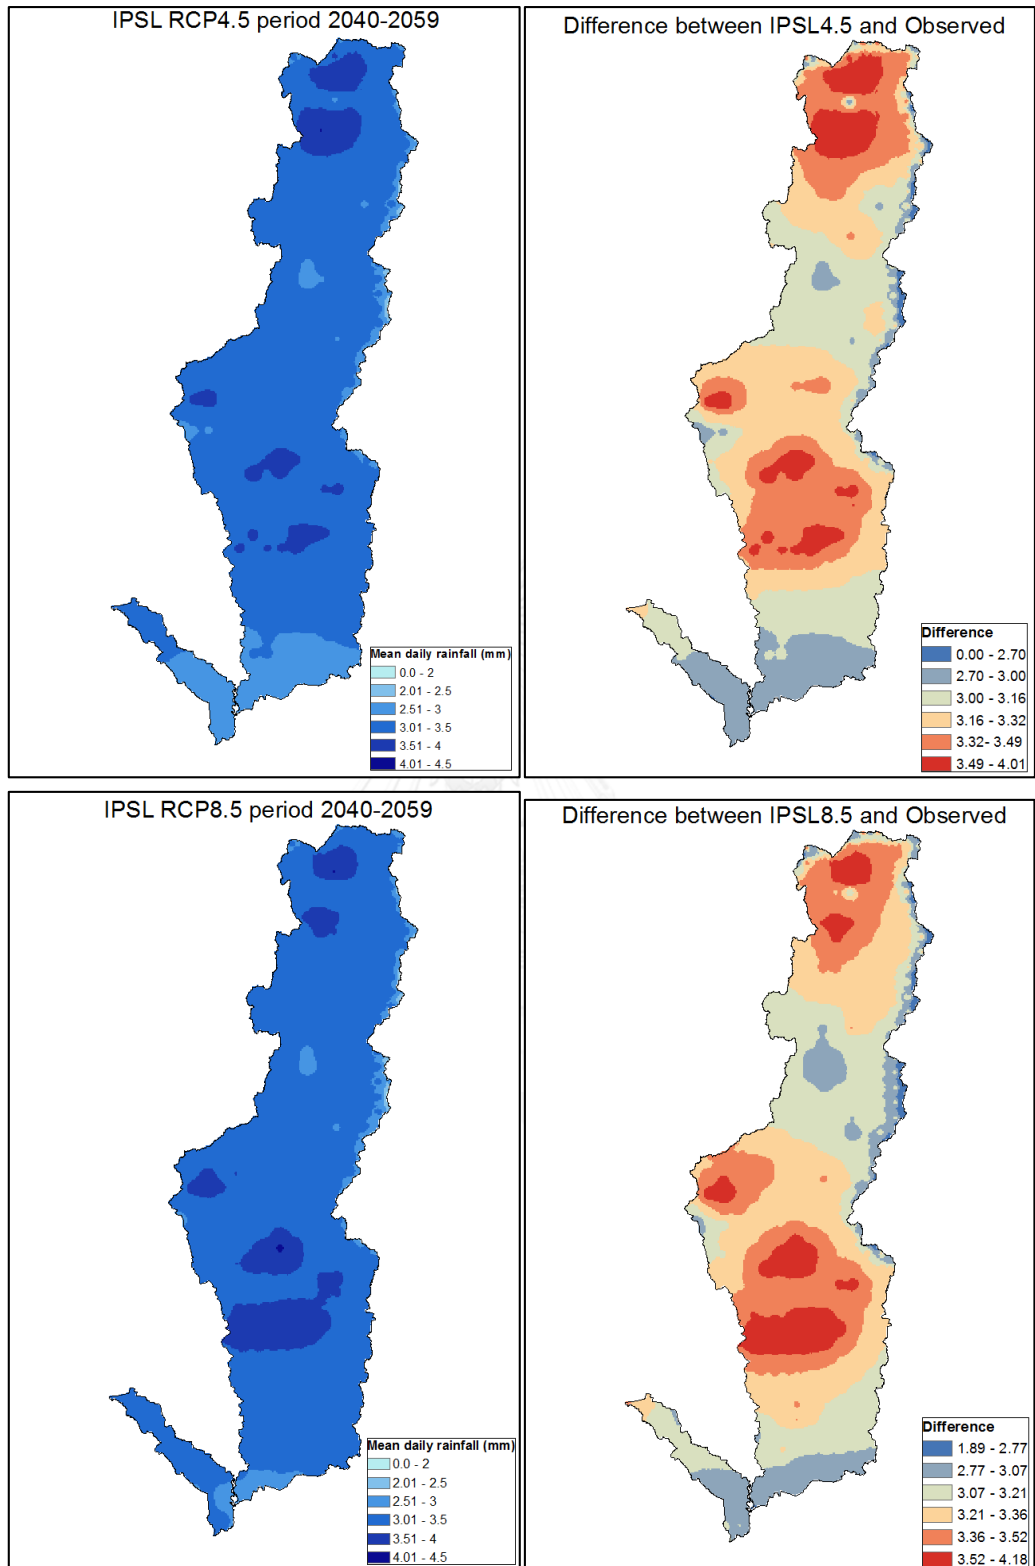 IPSL RCP4.5 period 2040-2059
Mean daily rainfall (mm)
0.0 - 2
2.01 - 2.5
2.51 - 3
3.01 - 3.5
3.51 - 4
4.01 - 4.5
Difference between IPSL4.5 and Observed
Difference
0.00 - 2.70
2.70 - 3.00
3.00 - 3.16
3.16 - 3.32
3.32- 3.49
3.49 - 4.01
IPSL RCP8.5 period 2040-2059
Mean daily rainfall (mm)
0.0 - 2
2.01 - 2.5
2.51 - 3
3.01 - 3.5
3.51 - 4
4.01 - 4.5
Difference between IPSL8.5 and Observed
Difference
1.89 - 2.77
2.77 - 3.07
3.07 - 3.21
3.21 - 3.36
3.36 - 3.52
3.52 - 4.18